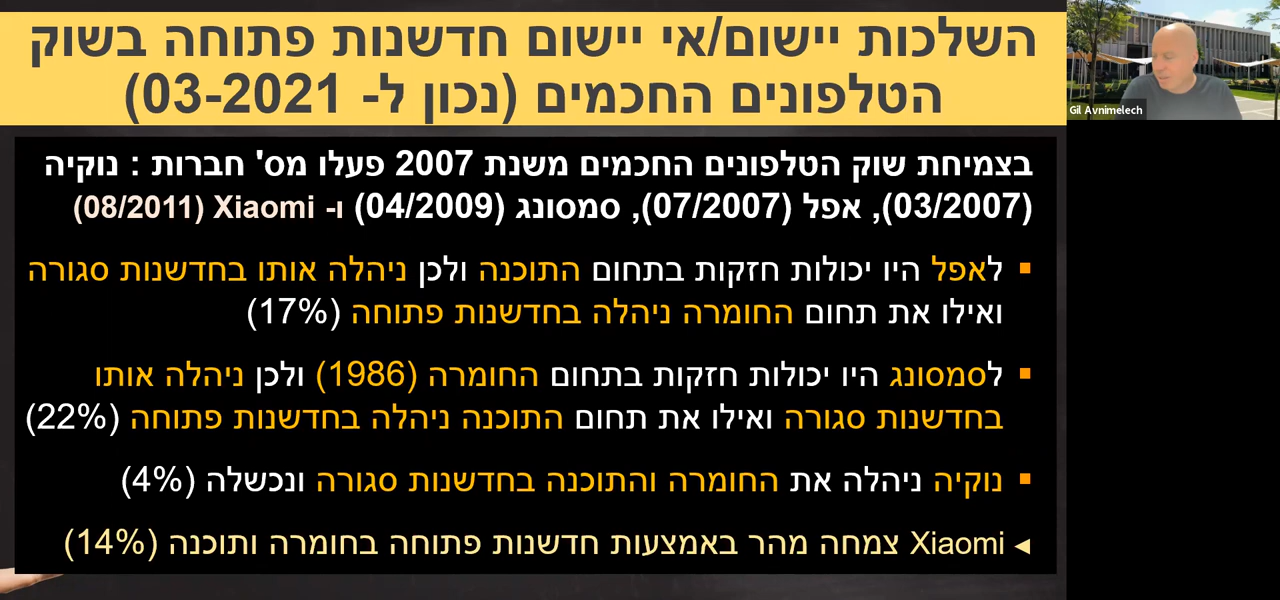 השלכות יישום/אי יישום חדשנות פתוחה בשוק
הטלפונים החכמים (נכון ל- 03-2021)
Gil Avnimelech
בצמיחת שוק הטלפונים החכמים משנת 2007 פעלו מס' חברות : נוקיה
(03/2007), אפל (07/2007), סמסונג (04/2009) ו- Xiaomi (08/2011)
▪ לאפל היו יכולות חזקות בתחום התוכנה ולכן ניהלה אותו בחדשנות סגורה
ואילו את תחום החומרה ניהלה בחדשנות פתוחה (17%)
▪ לסמסונג היו יכולות חזקות בתחום החומרה (1986) ולכן ניהלה אותו
בחדשנות סגורה ואילו את תחום התוכנה ניהלה בחדשנות פתוחה (22%)
▪ נוקיה ניהלה את החומרה והתוכנה בחדשנות סגורה ונכשלה (4%)
◄ Xiaomi צמחה מהר באמצעות חדשנות פתוחה בחומרה ותוכנה (14%)